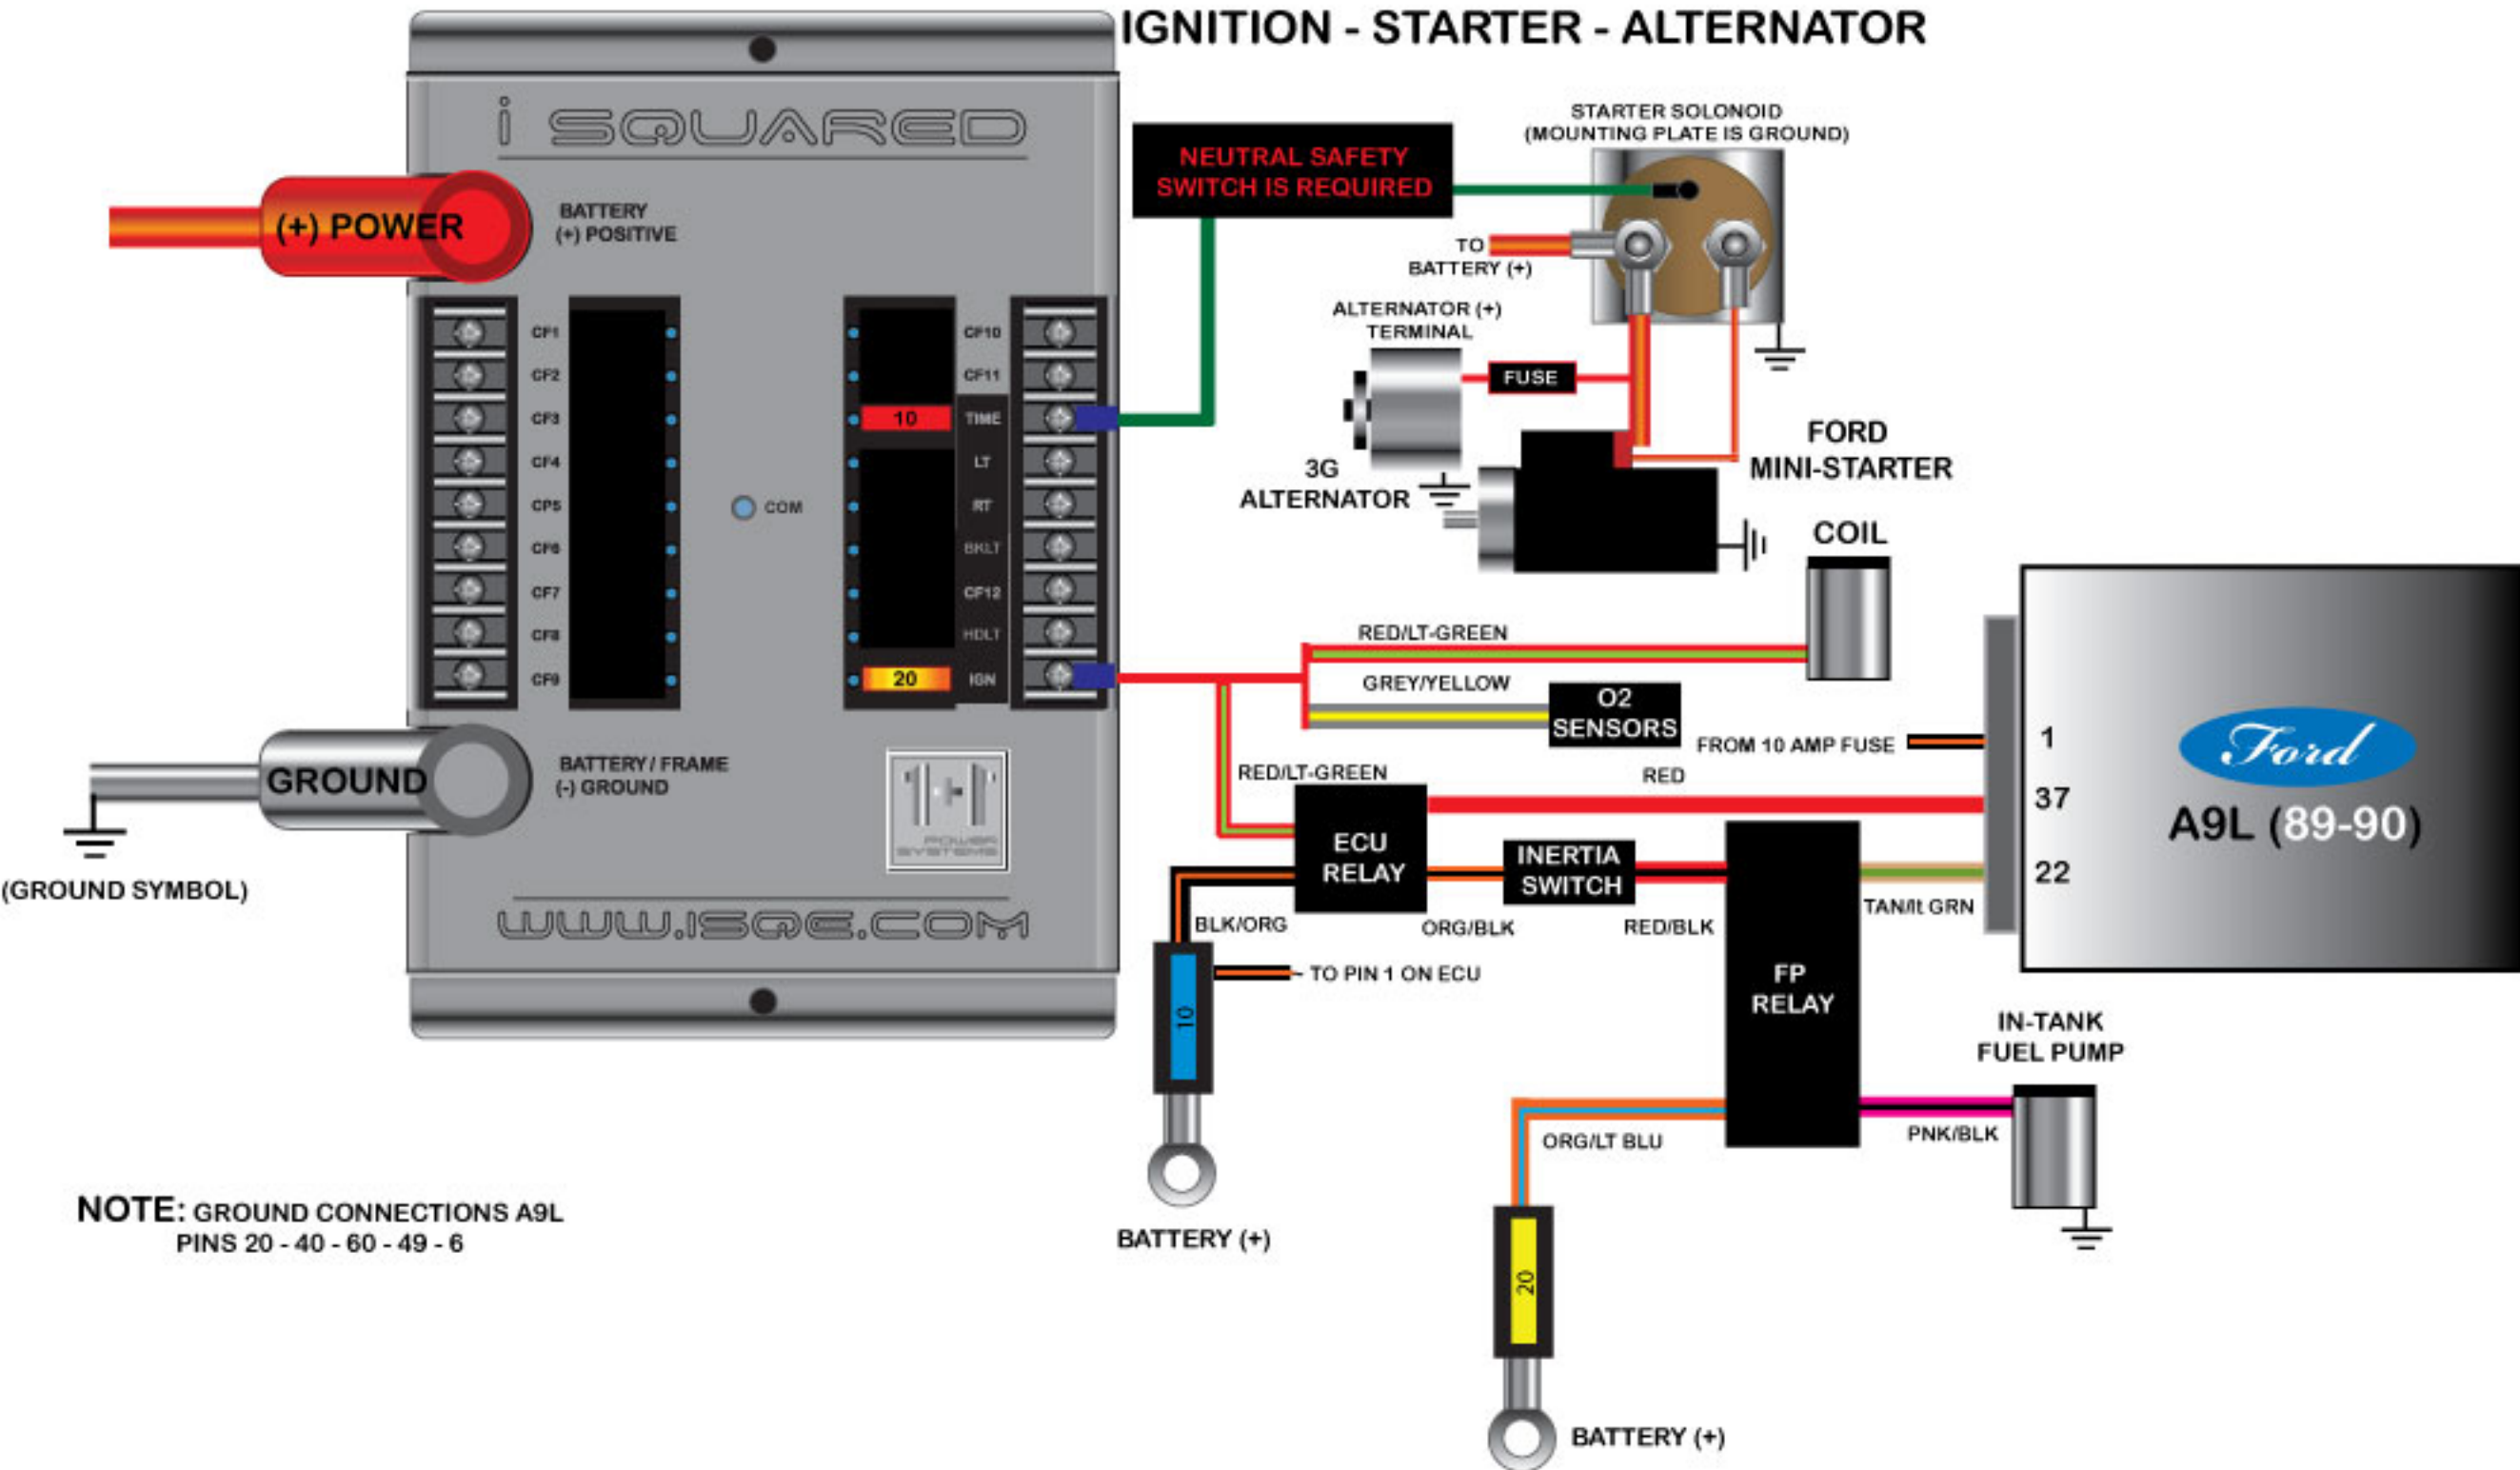 IGNITION - STARTER - ALTERNATOR
i SQUARED
(+) POWER
BATTERY
(+) POSITIVE
NEUTRAL SAFETY
SWITCH IS REQUIRED
STARTER SOLONOID
(MOUNTING PLATE IS GROUND)
TO
BATTERY (+)
ALTERNATOR (+)
TERMINAL
FUSE
3G
ALTERNATOR
FORD
MINI-STARTER
CF1
CF2
CF3
CF4
CP5
CF6
CF7
CF8
CF9
COM
CF10
CF11
10
TIME
LT
RT
BKLT
CF12
HDLT
20
IGN
COIL
RED/LT-GREEN
GREY/YELLOW
O2
SENSORS
FROM 10 AMP FUSE
RED/LT-GREEN
RED
ECU
RELAY
INERTIA
SWITCH
BLK/ORG
ORG/BLK
RED/BLK
TAN/lt GRN
1
37
22
Ford
A9L (89-90)
TO PIN 1 ON ECU
10
BATTERY (+)
FP
RELAY
IN-TANK
FUEL PUMP
ORG/LT BLU
PNK/BLK
20
BATTERY (+)
GROUND
BATTERY / FRAME
(-) GROUND
POWER
SYSTEMS
(GROUND SYMBOL)
WWW.ISQE.COM
NOTE: GROUND CONNECTIONS A9L
PINS 20 - 40 - 60 - 49 - 6